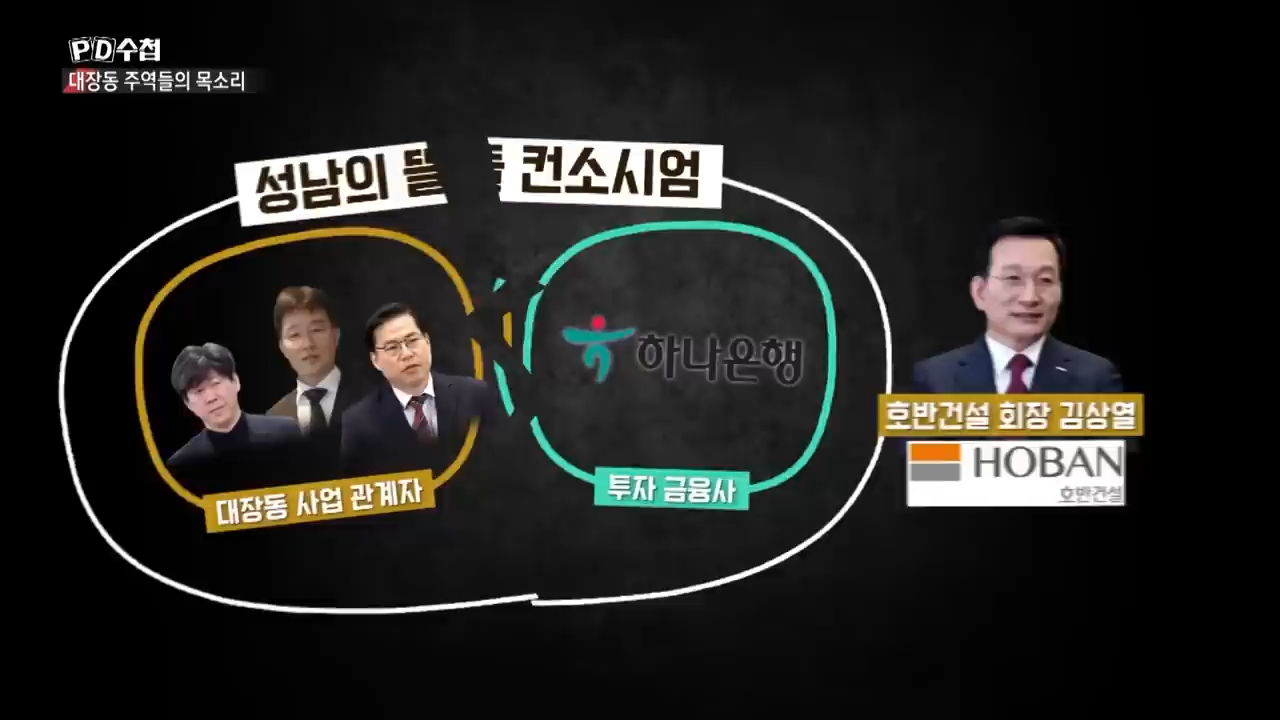 PD수첩
대장동 주역들의 목소리
성남의 컨소시엄
하나은행
호반건설 회장 김상열
HOBAN
호반건설
대장동 사업 관계자
투자 금융사